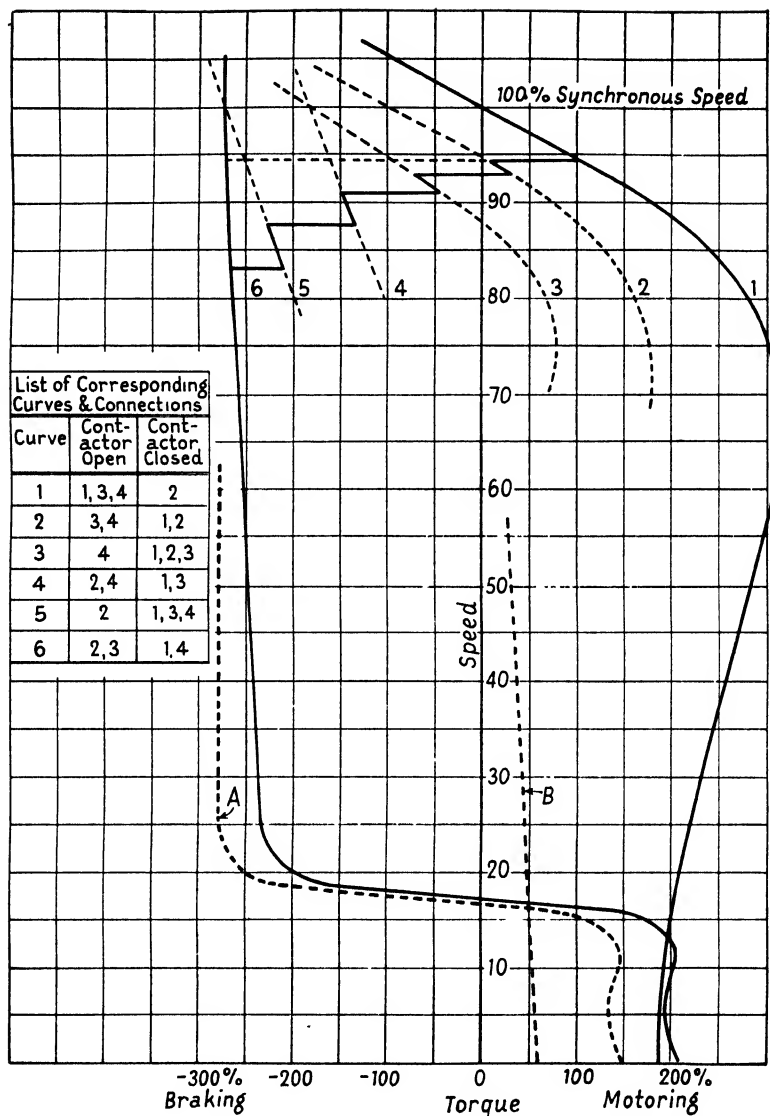 100% Synchronous Speed
90
6 5 4 3 2 1
80
70
List of Corresponding
Curves & Connections
Curve Cont-actor Open Cont-actor Closed
1 1,3,4 2
2 3,4 1,2
3 4 1,2,3
4 2,4 1,3
5 2 1,3,4
6 2,3 1,4
60
50
Speed
40
30
A B
20
10
-300% -200 -100 0 100 200%
Braking Torque Motoring